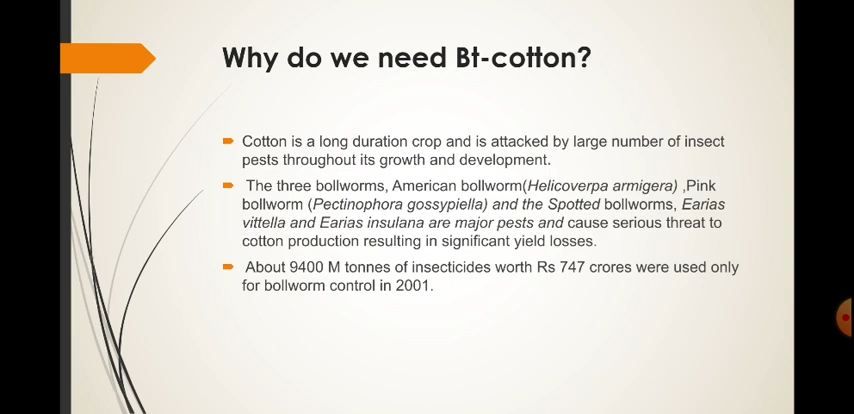 Why do we need Bt-cotton?
Cotton is a long duration crop and is attacked by large number of insect
pests throughout its growth and development.
The three bollworms, American bollworm(Helicoverpa armigera) ,Pink
bollworm (Pectinophora gossypiella) and the Spotted bollworms, Earias
vittella and Earias insulana are major pests and cause serious threat to
cotton production resulting in significant yield losses.
About 9400 M tonnes of insecticides worth Rs 747 crores were used only
for bollworm control in 2001.